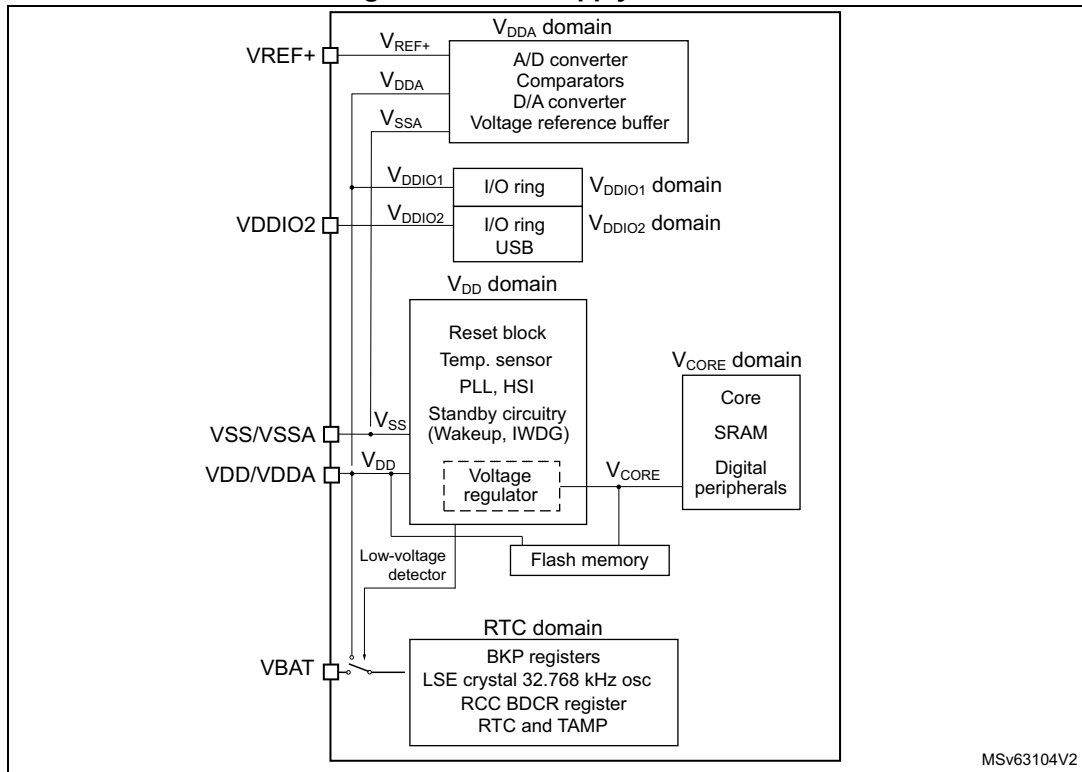 VDDA domain
VREF+
VREF+
VDDA
VSSA
A/D converter
Comparators
D/A converter
Voltage reference buffer
VDDIO1
I/O ring
VDDIO1 domain
VDDIO2
VDDIO2
I/O ring
USB
VDDIO2 domain
VDD domain
Reset block
Temp. sensor
PLL, HSI
Standby circuitry
(Wakeup, IWDG)
Voltage
regulator
VSS/VSSA
VSS
VDD/VDDA
VDD
VCORE
VCORE domain
Core
SRAM
Digital
peripherals
Flash memory
Low-voltage
detector
RTC domain
VBAT
BKP registers
LSE crystal 32.768 kHz osc
RCC BDCR register
RTC and TAMP
MSv63104V2